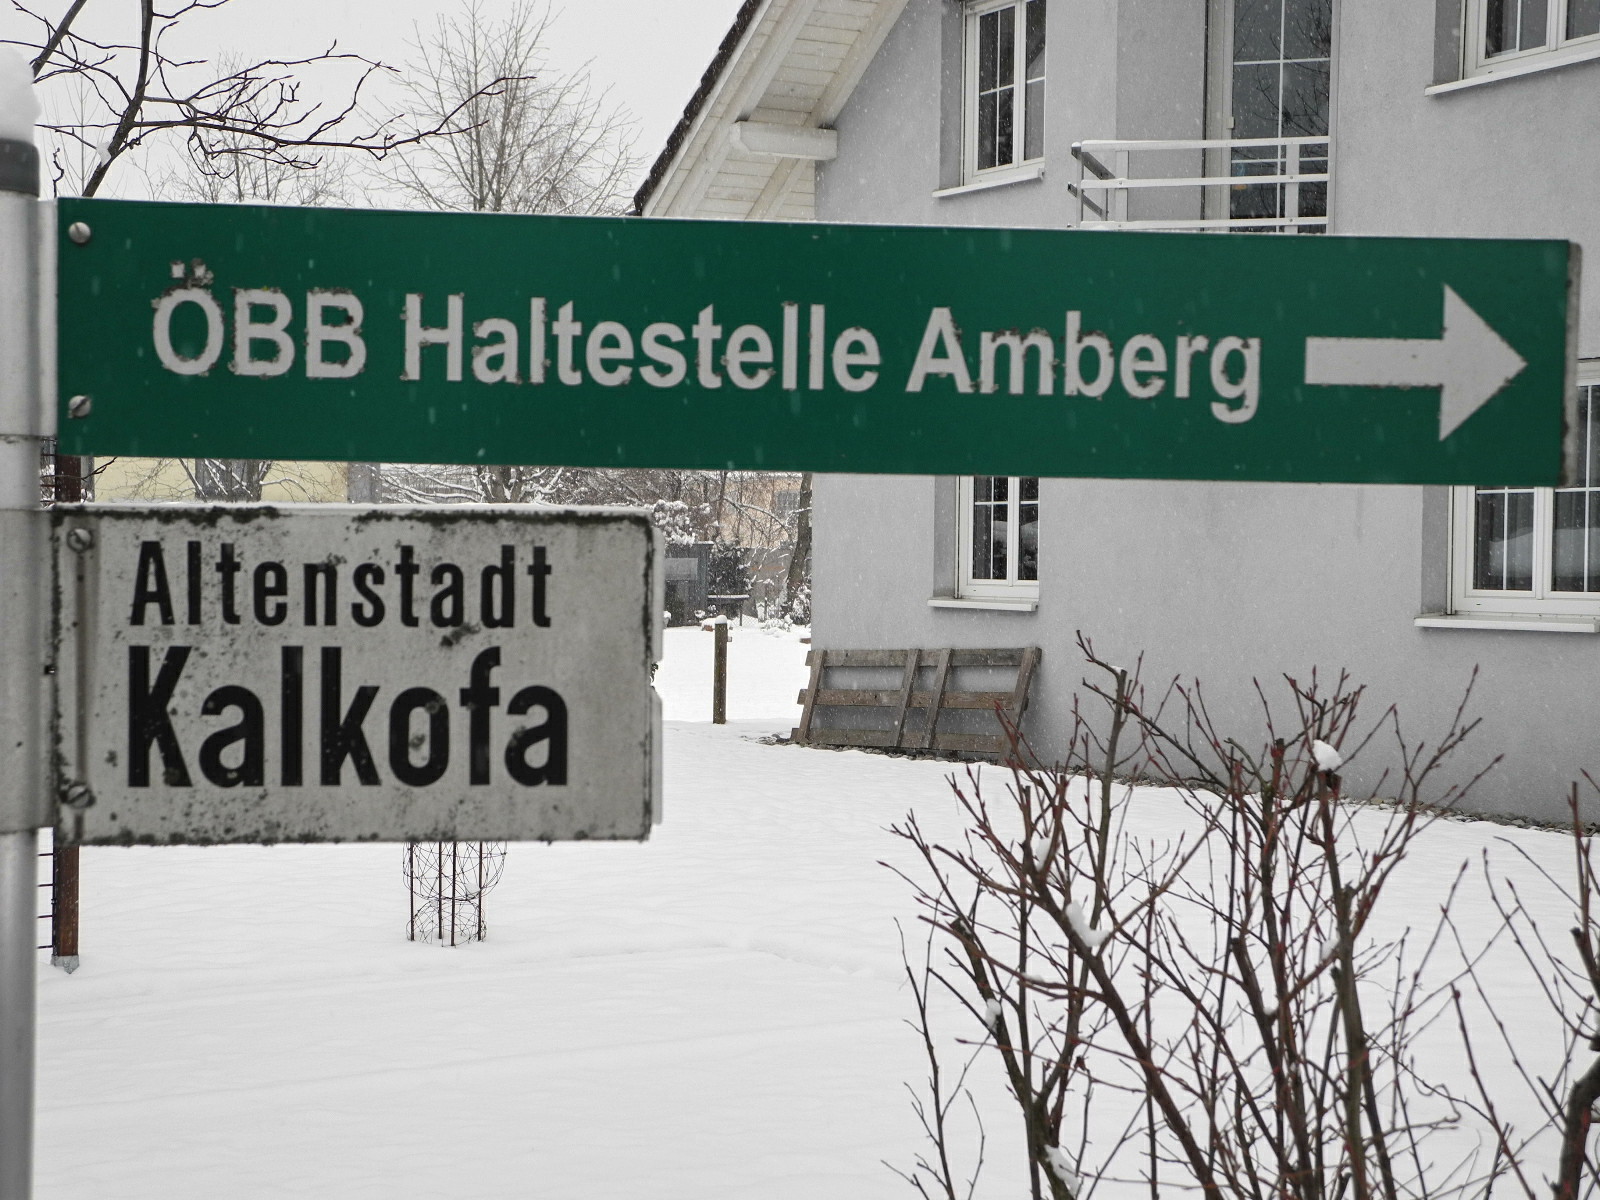 ÖBB Haltestelle Amberg
Altenstadt
Kalkofa